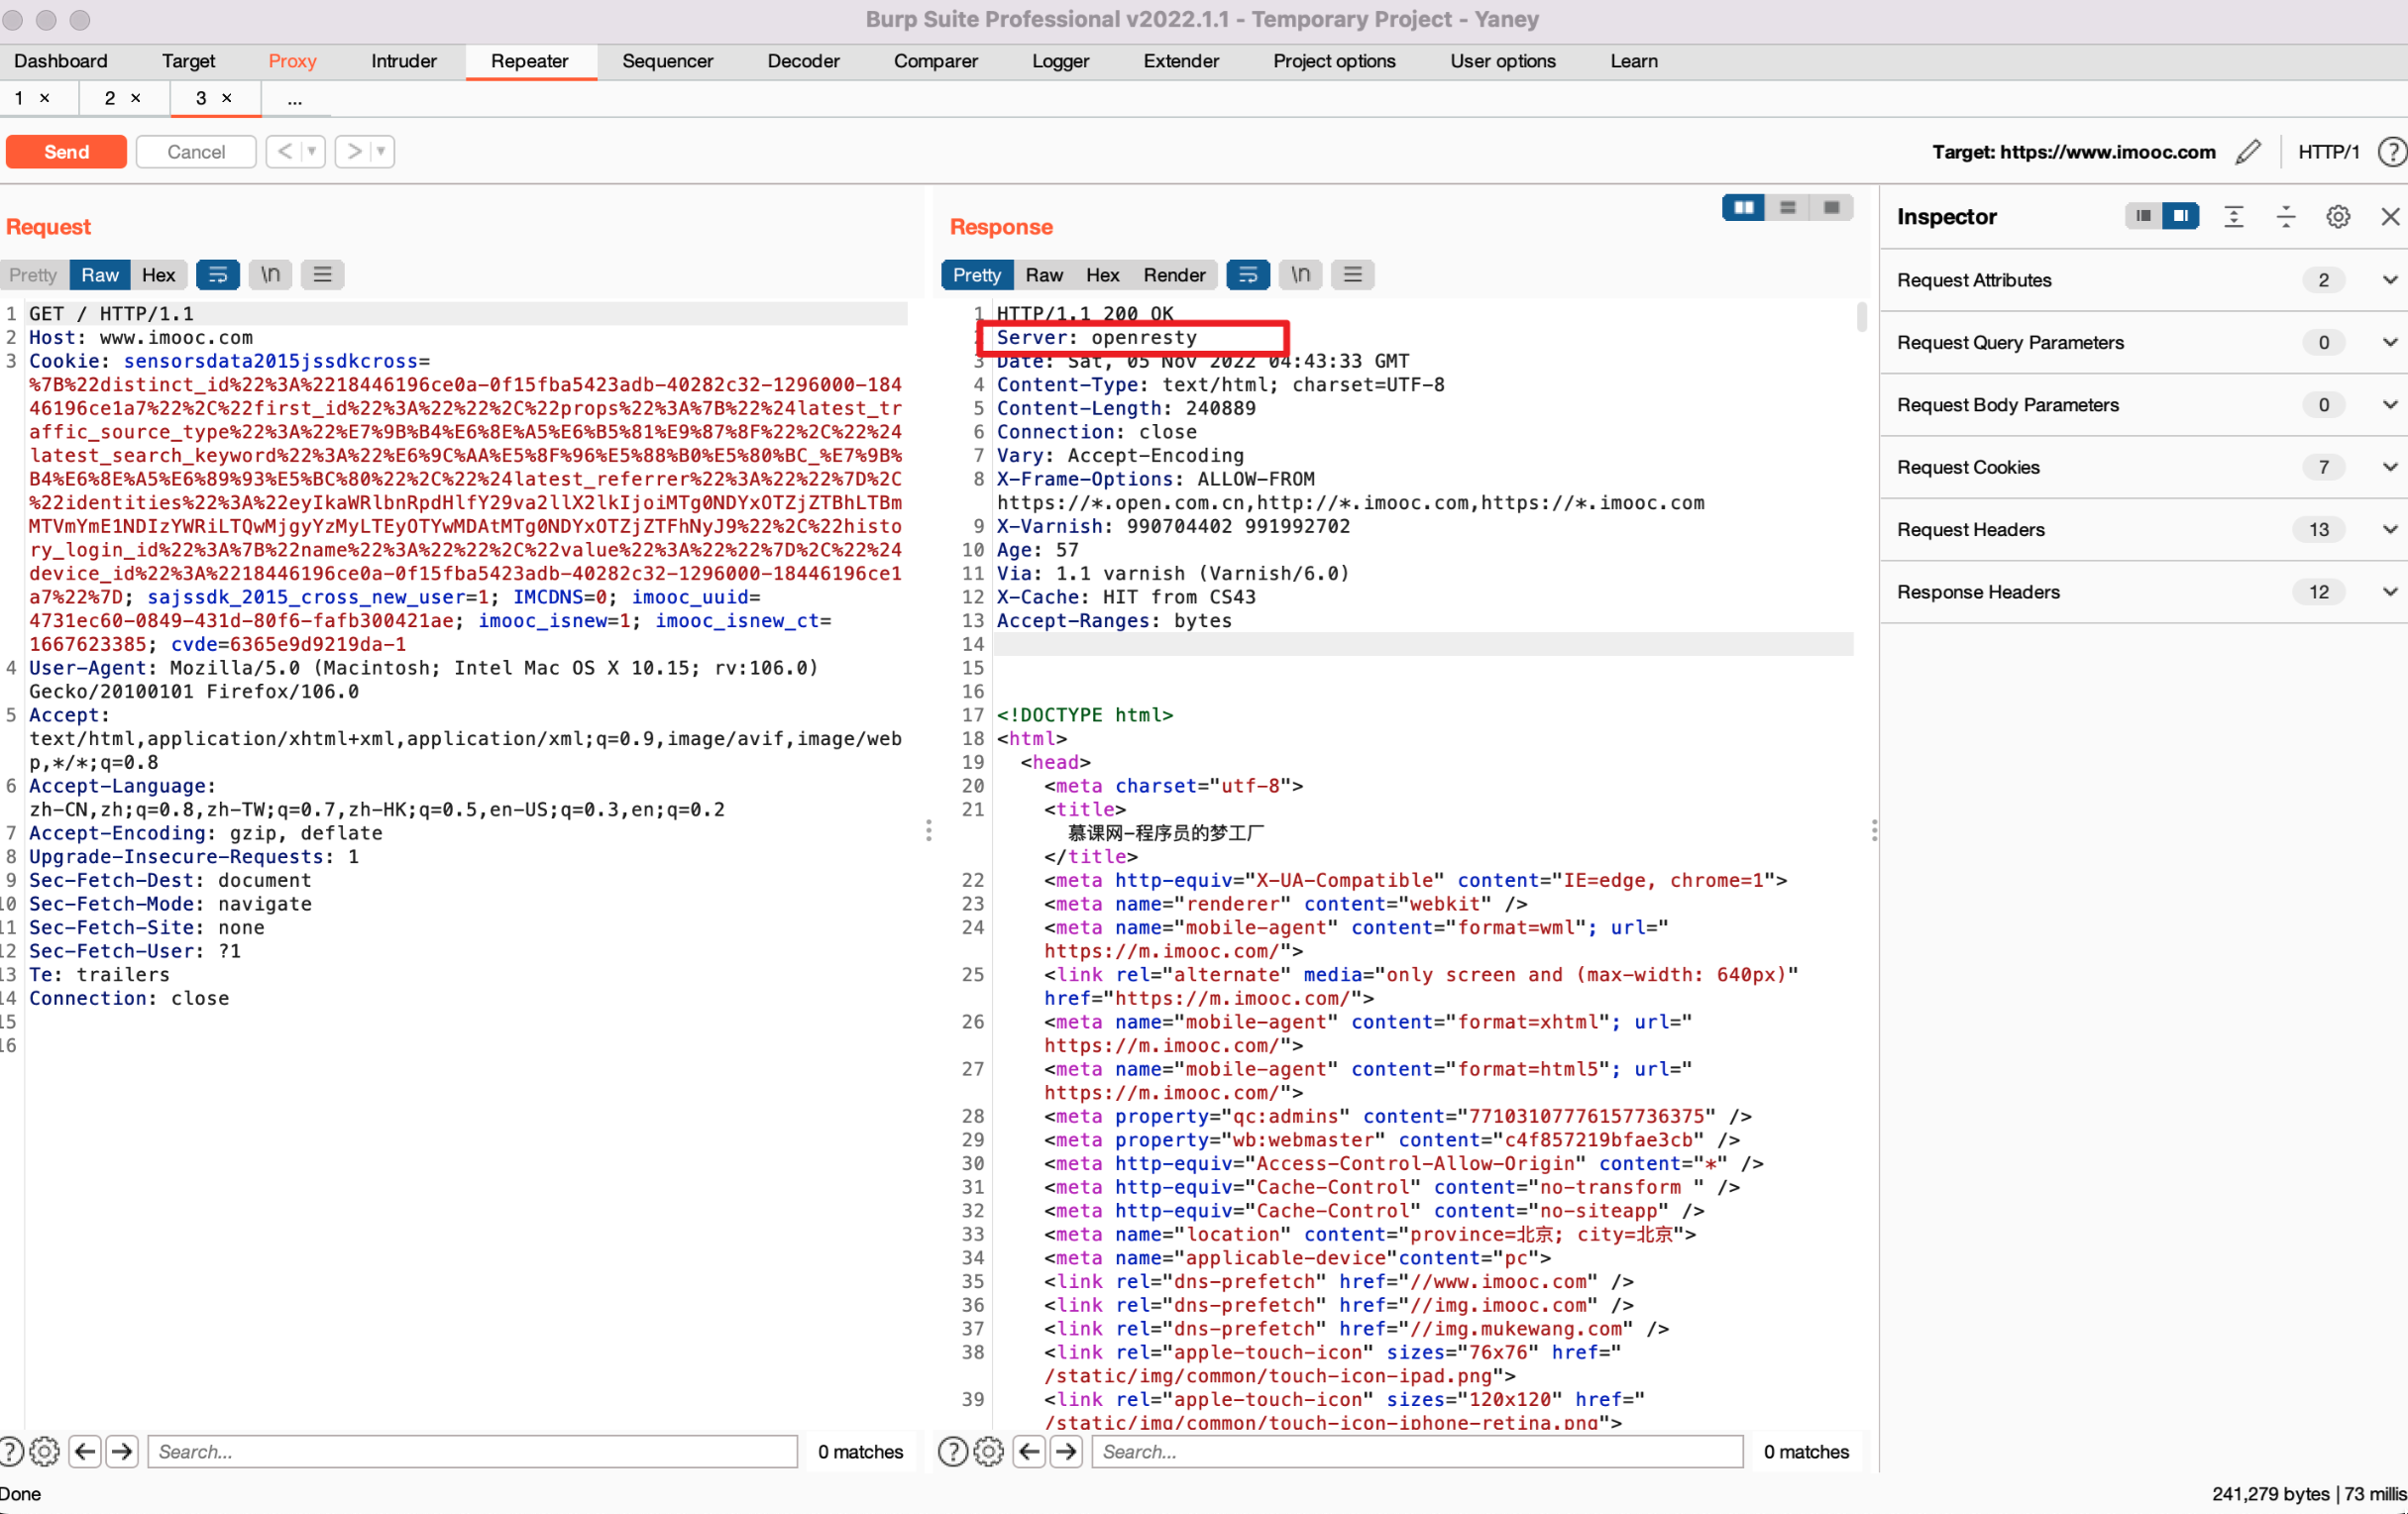 Burp Suite Professional v2022.1.1 - Temporary Project - Yaney
Dashboard Target Proxy Intruder Repeater Sequencer Decoder Comparer Logger Extender Project options User options Learn
1 × 2 × 3 × ...
Send Cancel < > Target: https://www.imooc.com HTTP/1 ?
Request
Pretty Raw Hex \n
1 GET / HTTP/1.1
2 Host: www.imooc.com
3 Cookie: sensorsdata2015jssdkcross=
%7B%22distinct_id%22%3A%2218446196ce0a-0f15fba5423adb-40282c32-1296000-184
46196ce1a7%22%2C%22first_id%22%3A%22%22%2C%22props%22%3A%7B%22%24latest_tr
affic_source_type%22%3A%22%E7%9B%B4%E6%8E%A5%E6%B5%81%E9%87%8F%22%2C%22%24
latest_search_keyword%22%3A%22%E6%9C%AA%E5%8F%96%E5%88%B0%E5%80%BC_%E7%9B%
B4%E6%8E%A5%E6%89%93%E5%BC%80%22%2C%22%24latest_referrer%22%3A%22%22%7D%2C
%22identities%22%3A%22eyIkaWRlbnRpdHlfY29va2llX2lkIjoiMTg0NDYxOTZjZTBhLTBm
MTVmYmE1NDIzYWRiLTQwMjgyYzMyLTEyOTYwMDAtMTg0NDYxOTZjZTFhNyJ9%22%2C%22histo
ry_login_id%22%3A%7B%22name%22%3A%22%22%2C%22value%22%3A%22%22%7D%2C%22%24
device_id%22%3A%2218446196ce0a-0f15fba5423adb-40282c32-1296000-18446196ce1
a7%22%7D; sajssdk_2015_cross_new_user=1; IMCDNS=0; imooc_uuid=
4731ec60-0849-431d-80f6-fafb300421ae; imooc_isnew=1; imooc_isnew_ct=
1667623385; cvde=6365e9d9219da-1
4 User-Agent: Mozilla/5.0 (Macintosh; Intel Mac OS X 10.15; rv:106.0)
Gecko/20100101 Firefox/106.0
5 Accept:
text/html,application/xhtml+xml,application/xml;q=0.9,image/avif,image/web
p,*/*;q=0.8
6 Accept-Language:
zh-CN,zh;q=0.8,zh-TW;q=0.7,zh-HK;q=0.5,en-US;q=0.3,en;q=0.2
7 Accept-Encoding: gzip, deflate
8 Upgrade-Insecure-Requests: 1
9 Sec-Fetch-Dest: document
10 Sec-Fetch-Mode: navigate
11 Sec-Fetch-Site: none
12 Sec-Fetch-User: ?1
13 Te: trailers
14 Connection: close
15
16
? Search... 0 matches
Response
Pretty Raw Hex Render \n
1 HTTP/1.1 200 OK
Server: openresty
3 Date: Sat, 05 Nov 2022 04:43:33 GMT
4 Content-Type: text/html; charset=UTF-8
5 Content-Length: 240889
6 Connection: close
7 Vary: Accept-Encoding
8 X-Frame-Options: ALLOW-FROM
https://*.open.com.cn,http://*.imooc.com,https://*.imooc.com
9 X-Varnish: 990704402 991992702
10 Age: 57
11 Via: 1.1 varnish (Varnish/6.0)
12 X-Cache: HIT from CS43
13 Accept-Ranges: bytes
14
15
16
17 <!DOCTYPE html>
18 <html>
19 <head>
20 <meta charset="utf-8">
21 <title>
慕课网-程序员的梦工厂
</title>
22 <meta http-equiv="X-UA-Compatible" content="IE=edge, chrome=1">
23 <meta name="renderer" content="webkit" />
24 <meta name="mobile-agent" content="format=wml"; url="
https://m.imooc.com/">
25 <link rel="alternate" media="only screen and (max-width: 640px)"
href="https://m.imooc.com/">
26 <meta name="mobile-agent" content="format=xhtml"; url="
https://m.imooc.com/">
27 <meta name="mobile-agent" content="format=html5"; url="
https://m.imooc.com/">
28 <meta property="qc:admins" content="77103107776157736375" />
29 <meta property="wb:webmaster" content="c4f857219bfae3cb" />
30 <meta http-equiv="Access-Control-Allow-Origin" content="*" />
31 <meta http-equiv="Cache-Control" content="no-transform " />
32 <meta http-equiv="Cache-Control" content="no-siteapp" />
33 <meta name="location" content="province=北京; city=北京">
34 <meta name="applicable-device"content="pc">
35 <link rel="dns-prefetch" href="//www.imooc.com" />
36 <link rel="dns-prefetch" href="//img.imooc.com" />
37 <link rel="dns-prefetch" href="//img.mukewang.com" />
38 <link rel="apple-touch-icon" sizes="76x76" href="
/static/img/common/touch-icon-ipad.png">
39 <link rel="apple-touch-icon" sizes="120x120" href="
/static/img/common/touch-icon-iphone-retina.png">
? Search... 0 matches
Inspector
Request Attributes 2
Request Query Parameters 0
Request Body Parameters 0
Request Cookies 7
Request Headers 13
Response Headers 12
Done 241,279 bytes | 73 millis